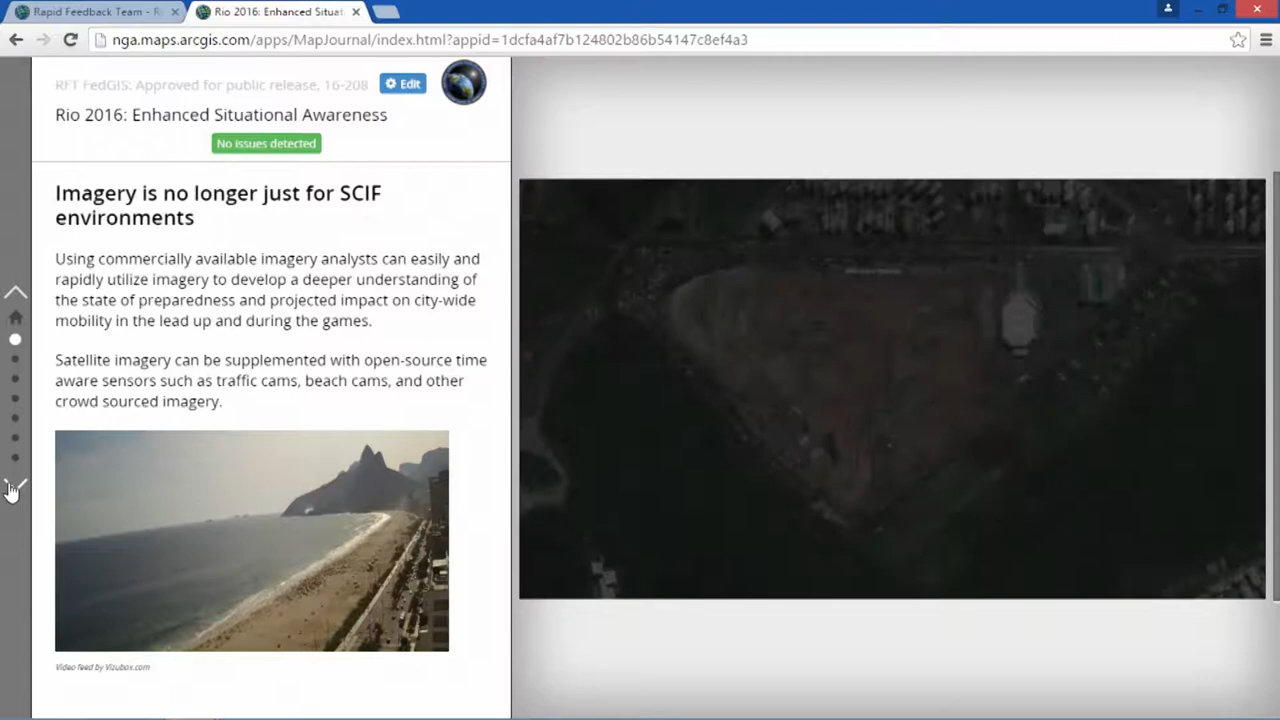 Rapid Feedback Team - R
Rio 2016: Enhanced Situat
nga.maps.arcgis.com/apps/MapJournal/index.html?appid=1dcfa4af7b124802b86b54147c8ef4a3
RFT FedGIS: Approved for public release, 16-208
Edit
Rio 2016: Enhanced Situational Awareness
No issues detected
Imagery is no longer just for SCIF
environments
Using commercially available imagery analysts can easily and
rapidly utilize imagery to develop a deeper understanding of
the state of preparedness and projected impact on city-wide
mobility in the lead up and during the games.
Satellite imagery can be supplemented with open-source time
aware sensors such as traffic cams, beach cams, and other
crowd sourced imagery.
Video feed by Vizubox.com